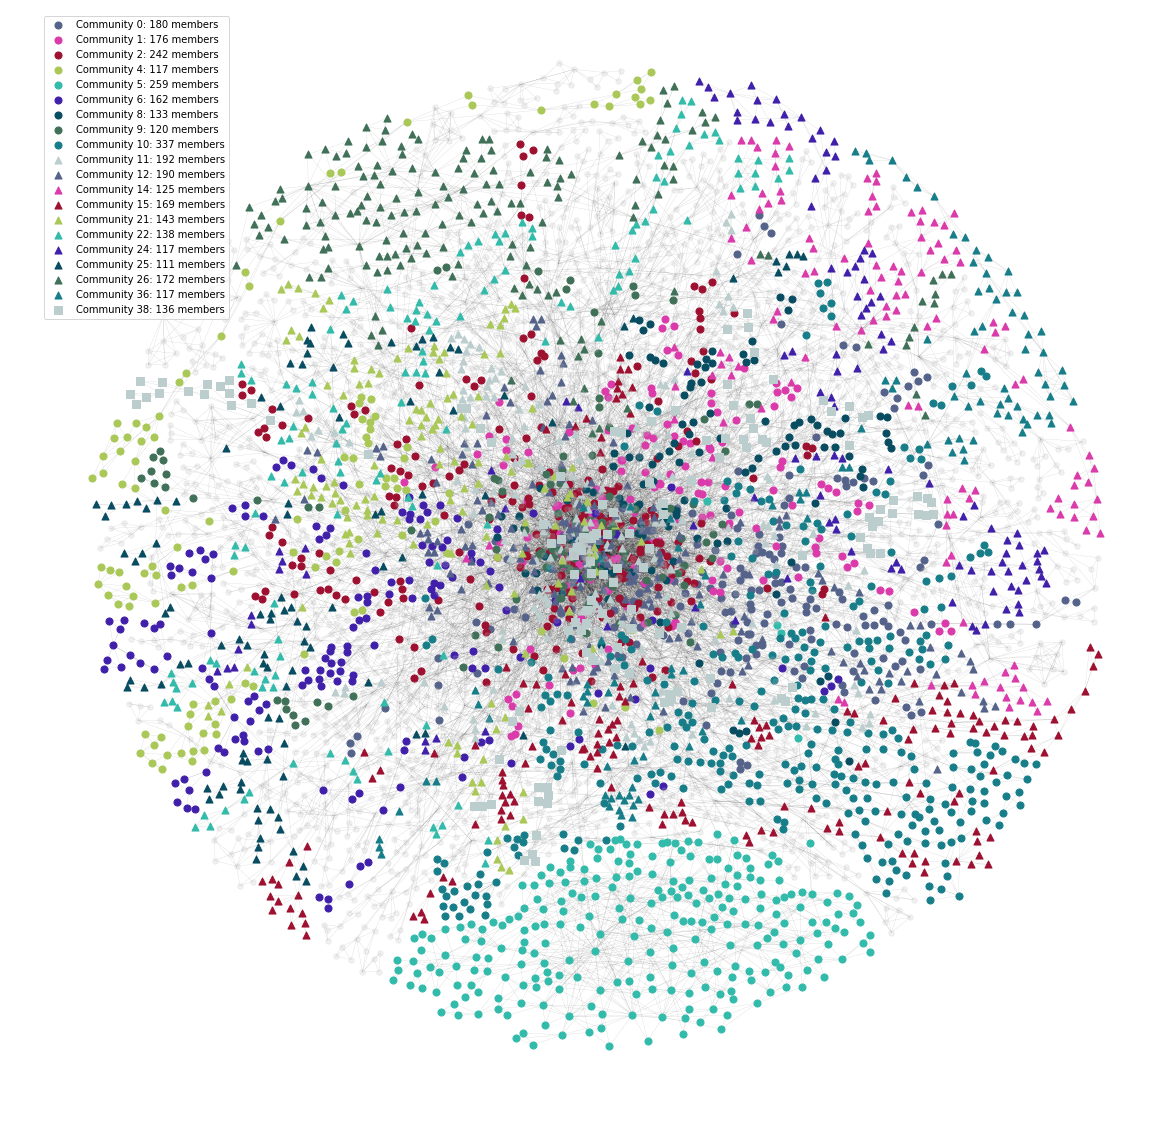 Community 0: 180 members
Community 1: 176 members
Community 2: 242 members
Community 4: 117 members
Community 5: 259 members
Community 6: 162 members
Community 8: 133 members
Community 9: 120 members
Community 10: 337 members
Community 11: 192 members
Community 12: 190 members
Community 14: 125 members
Community 15: 169 members
Community 21: 143 members
Community 22: 138 members
Community 24: 117 members
Community 25: 111 members
Community 26: 172 members
Community 36: 117 members
Community 38: 136 members